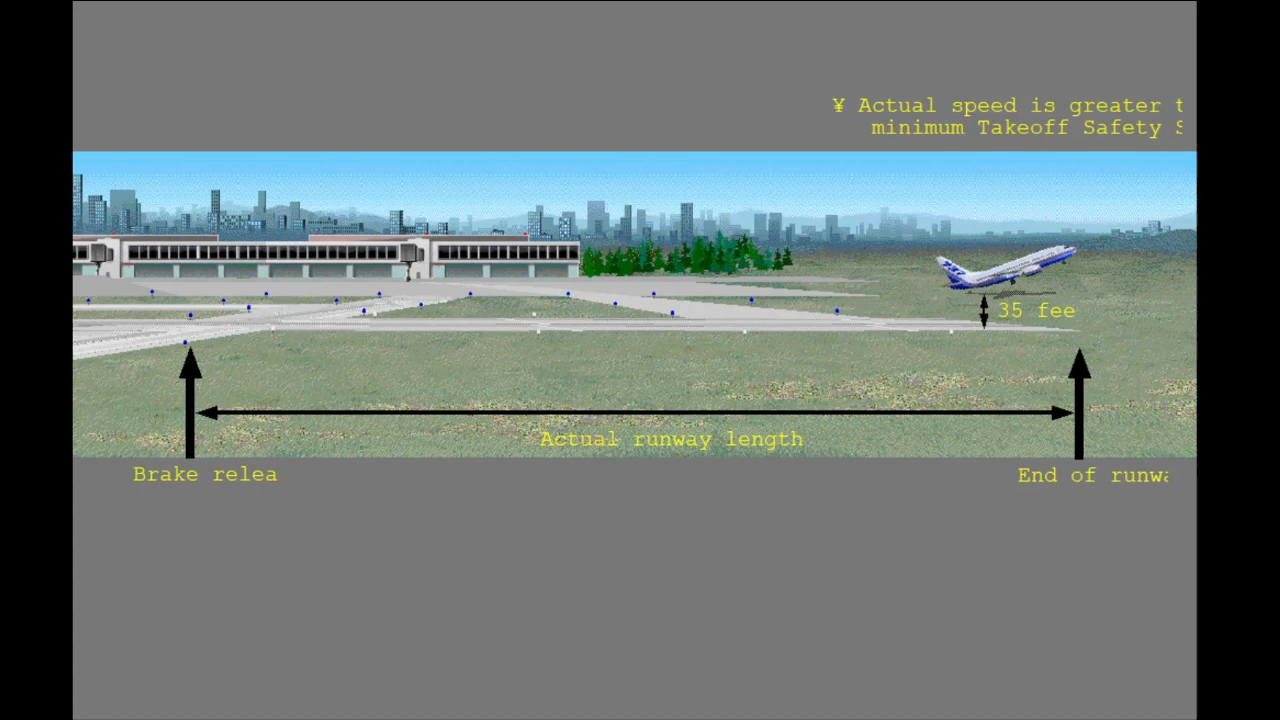 ¥ Actual speed is greater t
minimum Takeoff Safety S
35 fee
Actual runway length
Brake relea
End of runwa